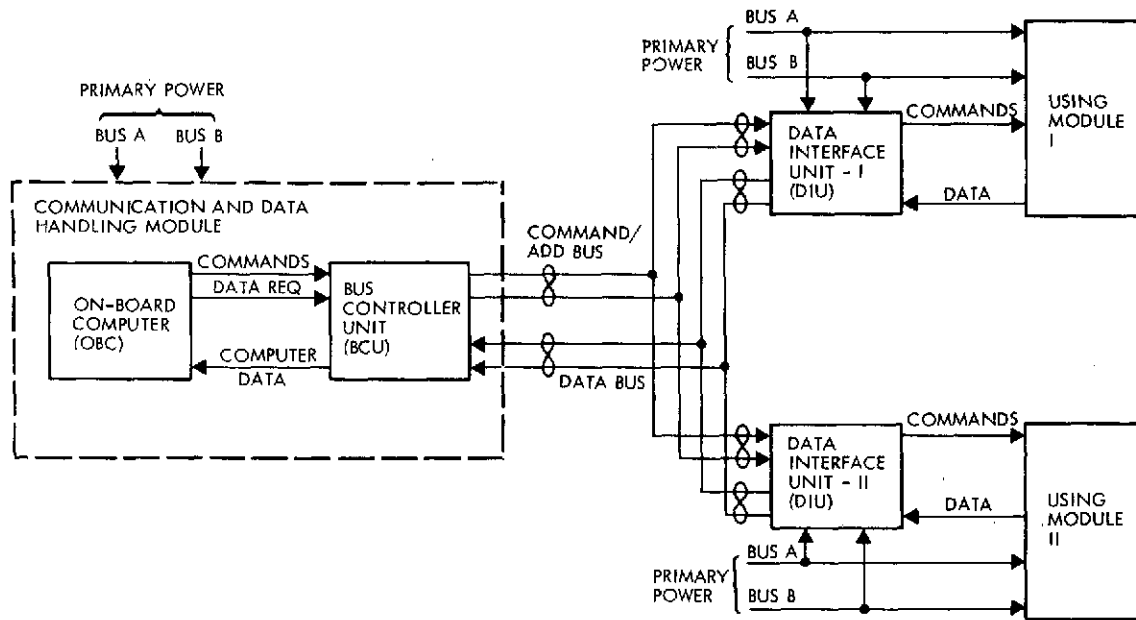 PRIMARY POWER
BUS A
BUS B
COMMUNICATION AND DATA
HANDLING MODULE
ON-BOARD
COMPUTER
(OBC)
COMMANDS
DATA REQ
COMPUTER
DATA
BUS
CONTROLLER
UNIT
(BCU)
COMMAND/
ADD BUS
DATA BUS
PRIMARY
POWER
BUS A
BUS B
DATA
INTERFACE
UNIT - I
(DIU)
COMMANDS
DATA
USING
MODULE
I
DATA
INTERFACE
UNIT - II
(DIU)
COMMANDS
DATA
USING
MODULE
II
PRIMARY
POWER
BUS A
BUS B